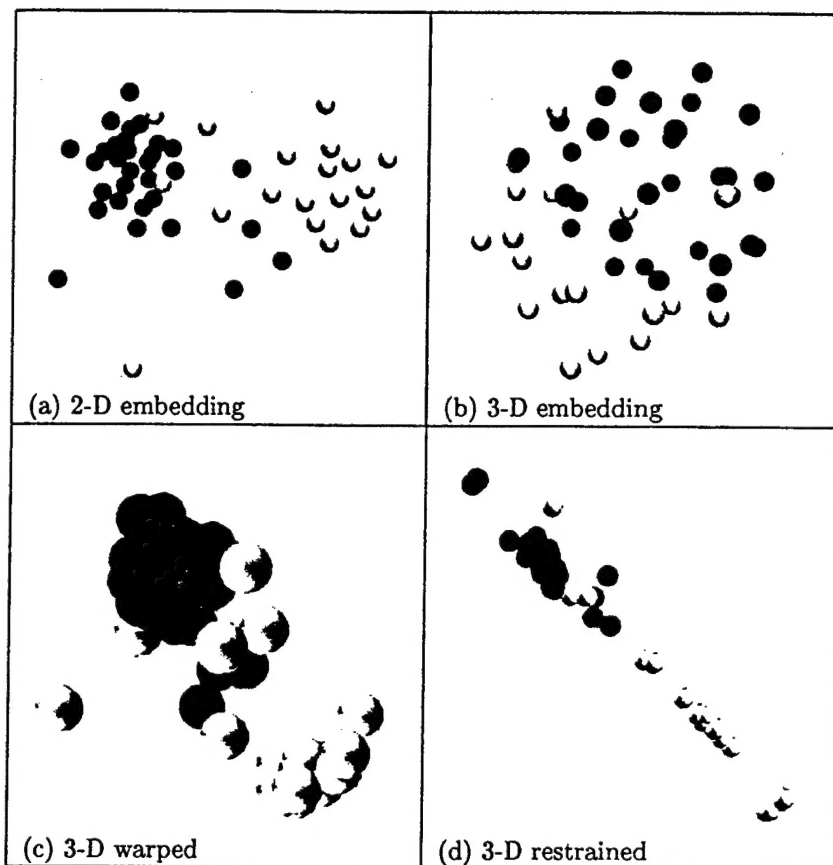 (a) 2-D embedding
(b) 3-D embedding
(c) 3-D warped
(d) 3-D restrained